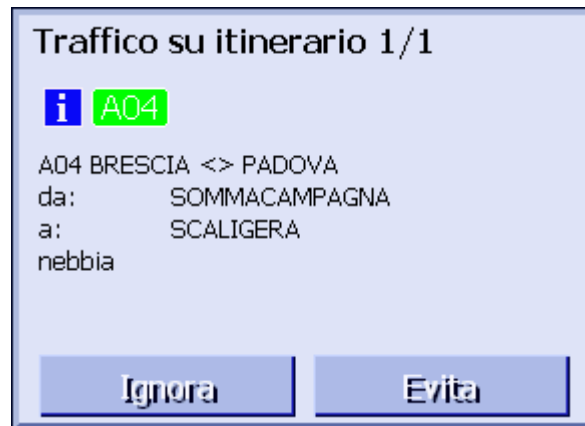 Traffico su itinerario 1/1
i A04
A04 BRESCIA <> PADOVA
da: SOMMACAMPAGNA
a: SCALIGERA
nebbia
Ignora Evita